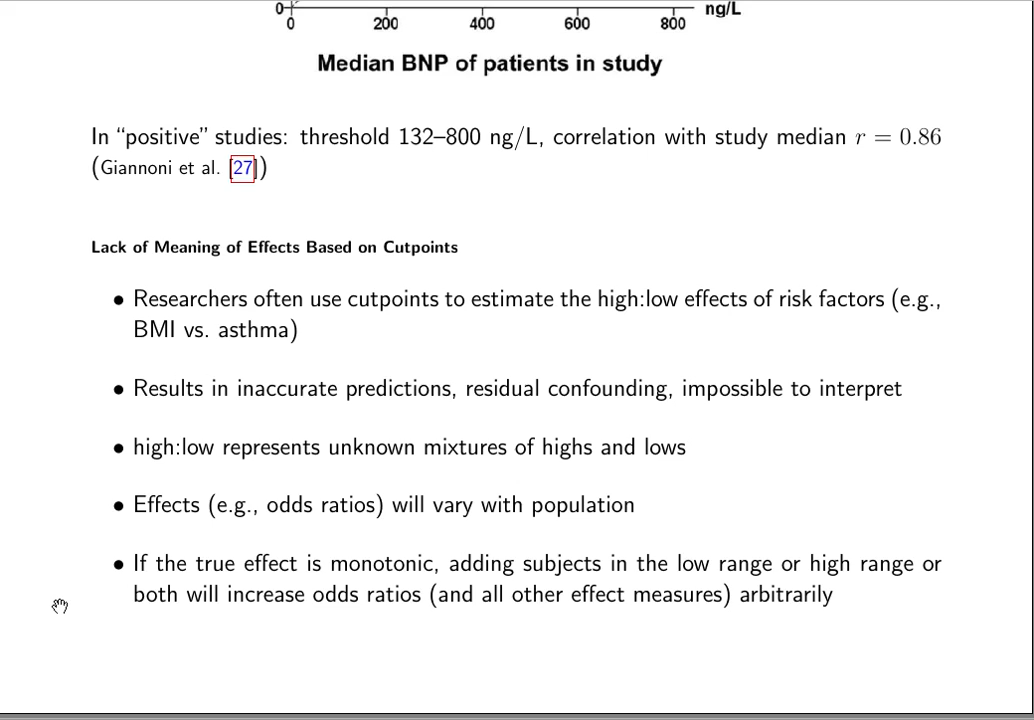 0
ng/L
0 200 400 600 800
Median BNP of patients in study
In “positive” studies: threshold 132–800 ng/L, correlation with study median r = 0.86
(Giannoni et al. [27])
Lack of Meaning of Effects Based on Cutpoints
• Researchers often use cutpoints to estimate the high:low effects of risk factors (e.g.,
BMI vs. asthma)
• Results in inaccurate predictions, residual confounding, impossible to interpret
• high:low represents unknown mixtures of highs and lows
• Effects (e.g., odds ratios) will vary with population
• If the true effect is monotonic, adding subjects in the low range or high range or
both will increase odds ratios (and all other effect measures) arbitrarily